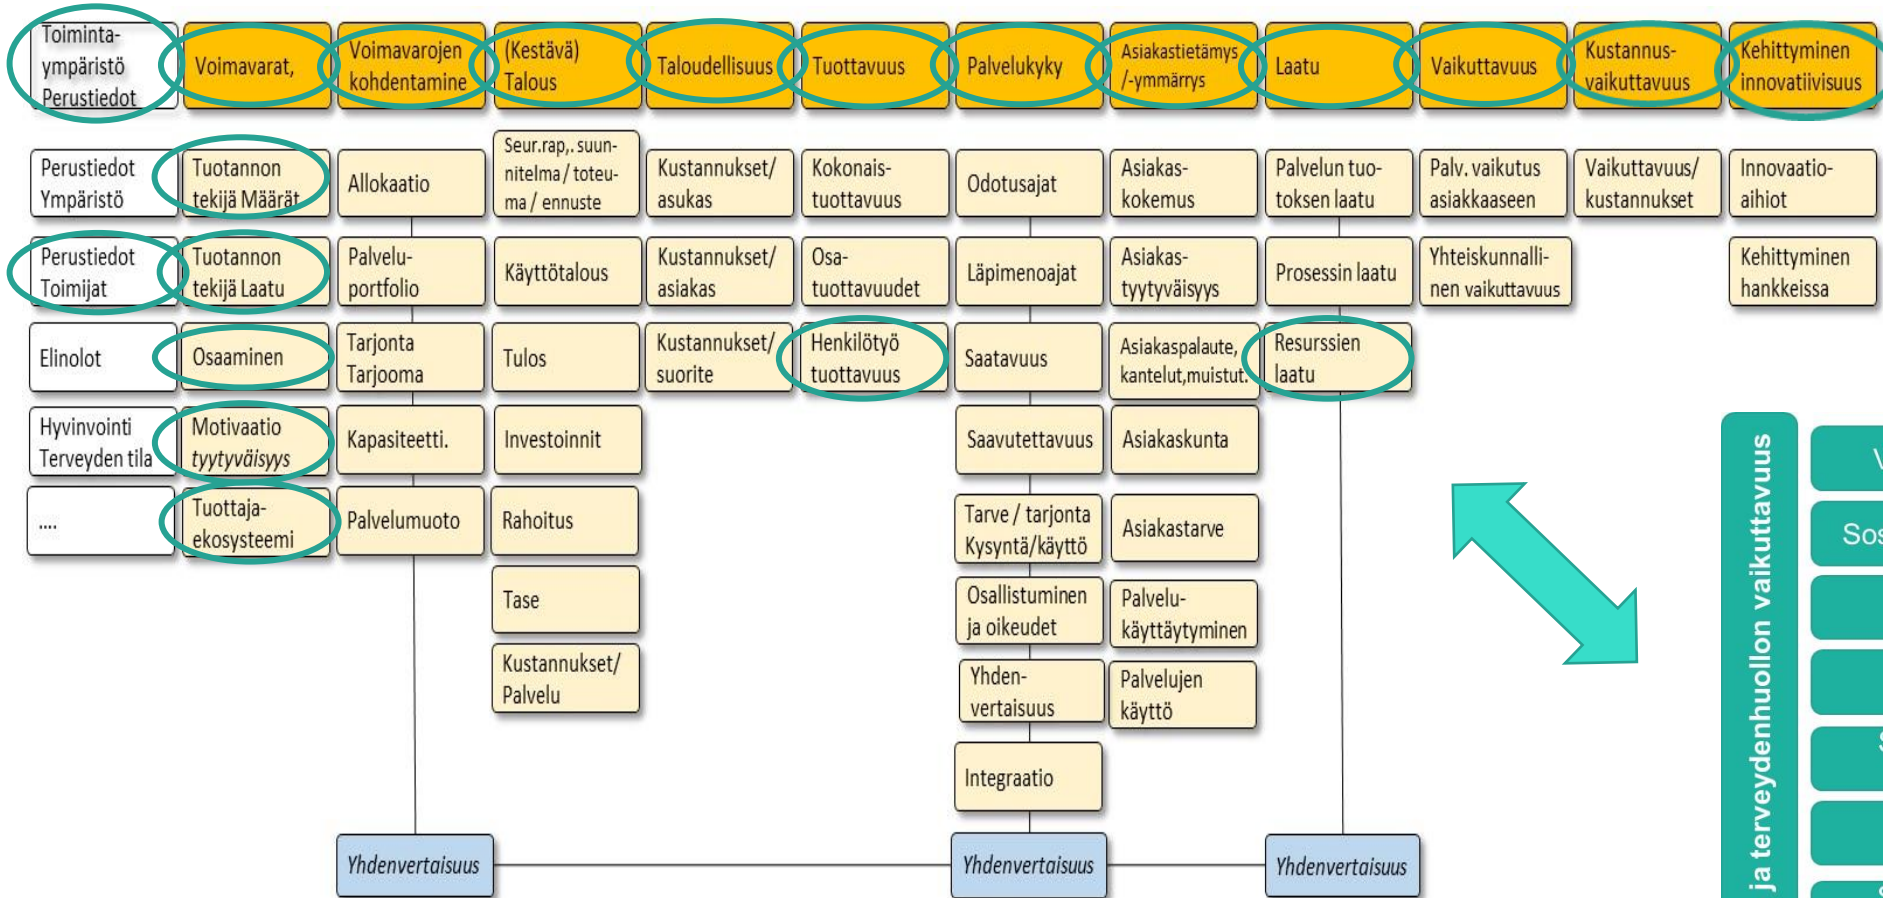 Toiminta-
ympäristö
Perustiedot
Voimavarat,
Voimavarojen
kohdentamine
(Kestävä)
Talous
Taloudellisuus
Tuottavuus
Palvelukyky
Asiakastietämys
/-ymmärrys
Laatu
Vaikuttavuus
Kustannus-
vaikuttavuus
Kehittyminen
innovatiivisuus
Perustiedot
Ympäristö
Tuotannon
tekijä Määrät
Allokaatio
Seur.rap,. suun-
nitelma / toteu-
ma / ennuste
Kustannukset/
asukas
Kokonais-
tuottavuus
Odotusajat
Asiakas-
kokemus
Palvelun tuo-
toksen laatu
Palv. vaikutus
asiakkaaseen
Vaikuttavuus/
kustannukset
Innovaatio-
aihiot
Perustiedot
Toimijat
Tuotannon
tekijä Laatu
Palvelu-
portfolio
Käyttötalous
Kustannukset/
asiakas
Osa-
tuottavuudet
Läpimenoajat
Asiakas-
tyytyväisyys
Prosessin laatu
Yhteiskunnalli-
nen vaikuttavuus
Kehittyminen
hankkeissa
Elinolot
Osaaminen
Tarjonta
Tarjooma
Tulos
Kustannukset/
suorite
Henkilötyö
tuottavuus
Saatavuus
Asiakaspalaute,
kantelut,muistut.
Resurssien
laatu
Hyvinvointi
Terveyden tila
Motivaatio
tyytyväisyys
Kapasiteetti.
Investoinnit
Saavutettavuus
Asiakaskunta
....
Tuottaja-
ekosysteemi
Palvelumuoto
Rahoitus
Tarve / tarjonta
Kysyntä/käyttö
Asiakastarve
Tase
Osallistuminen
ja oikeudet
Palvelu-
käyttäytyminen
Kustannukset/
Palvelu
Yhden-
vertaisuus
Palvelujen
käyttö
Integraatio
Yhdenvertaisuus
Yhdenvertaisuus
Yhdenvertaisuus
ja terveydenhuollon vaikuttavuus
V
Sos
S